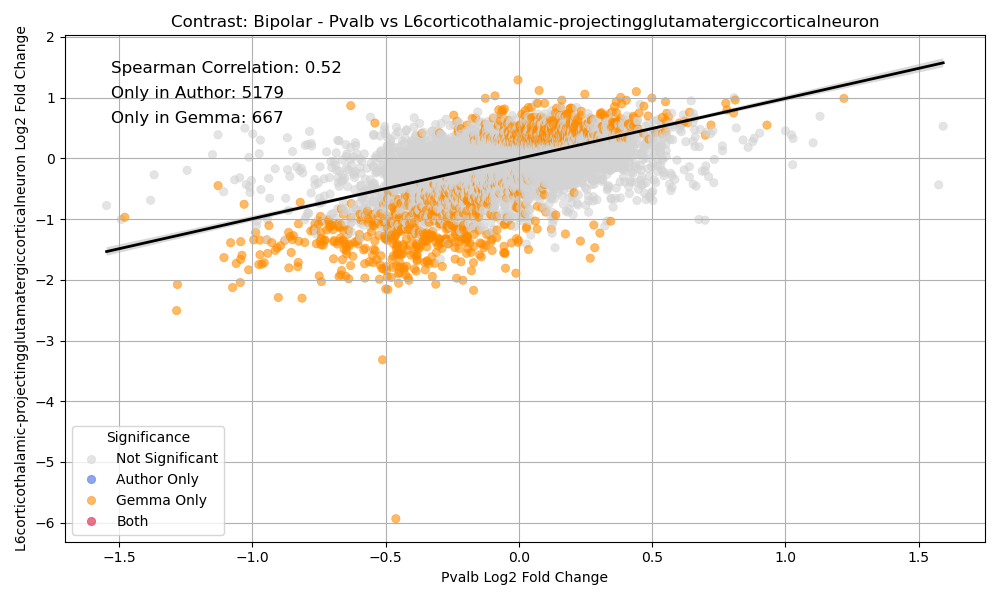 Contrast: Bipolar - Pvalb vs L6corticothalamic-projectingglutamatergiccorticalneuron
L6corticothalamic-projectingglutamatergiccorticalneuron Log2 Fold Change
2
1
0
−1
−2
−3
−4
−5
−6
Spearman Correlation: 0.52
Only in Author: 5179
Only in Gemma: 667
Significance
Not Significant
Author Only
Gemma Only
Both
−1.5 −1.0 −0.5 0.0 0.5 1.0 1.5
Pvalb Log2 Fold Change